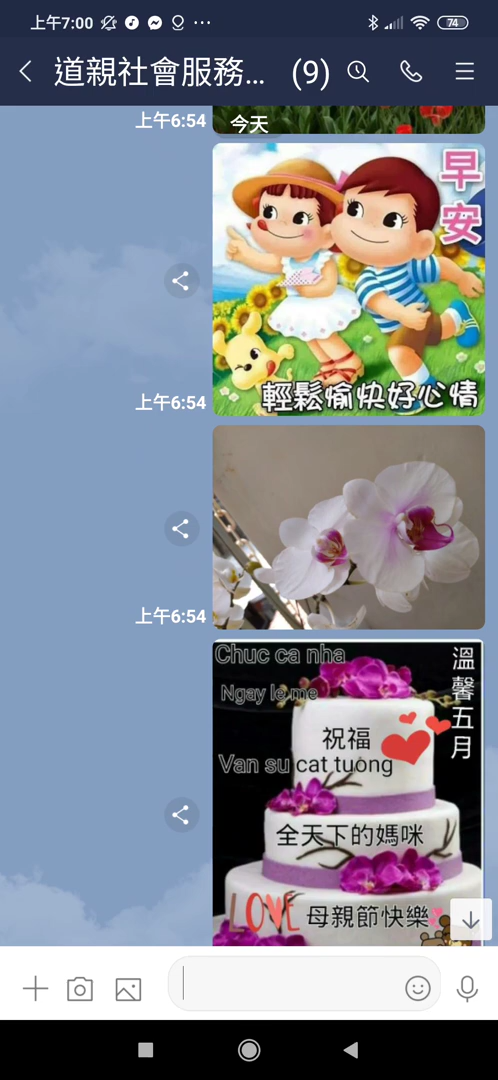 上午7:00
74
道親社會服務... (9)
上午6:54
今天
早安
輕鬆愉快好心情
上午6:54
上午6:54
Chuc ca nha
溫馨五月
Ngay le me
祝福
Van su cat tuong
全天下的媽咪
LOVE 母親節快樂